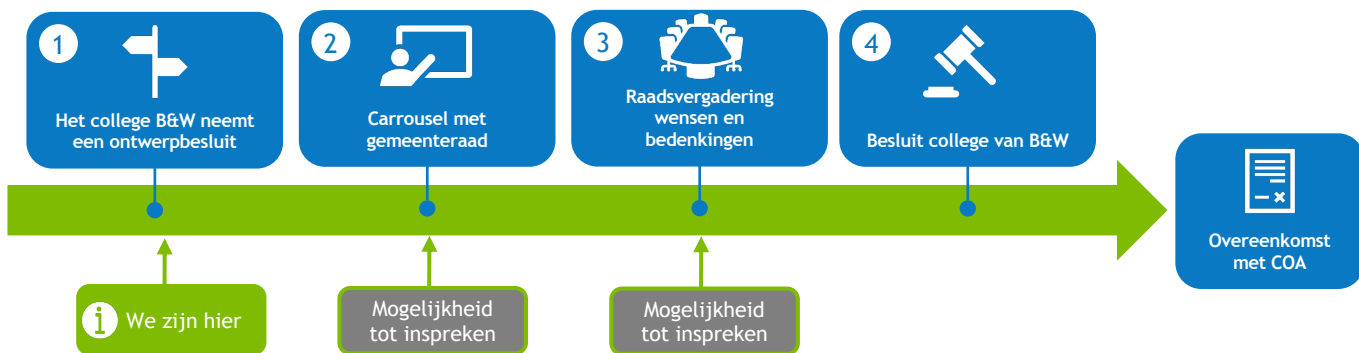 1
Het college B&W neemt
een ontwerpbesluit
2
Carrousel met
gemeenteraad
3
Raadsvergadering
wensen en
bedenkingen
4
Besluit college van B&W
Overeenkomst
met COA
i We zijn hier
Mogelijkheid
tot inspreken
Mogelijkheid
tot inspreken